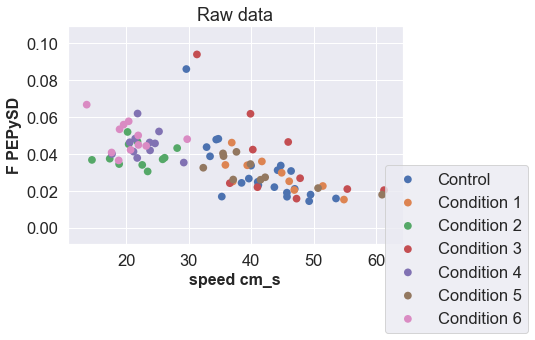 Raw data
0.10
0.08
0.06
0.04
0.02
0.00
F PEPySD
20 30 40 50 60
speed cm_s
Control
Condition 1
Condition 2
Condition 3
Condition 4
Condition 5
Condition 6